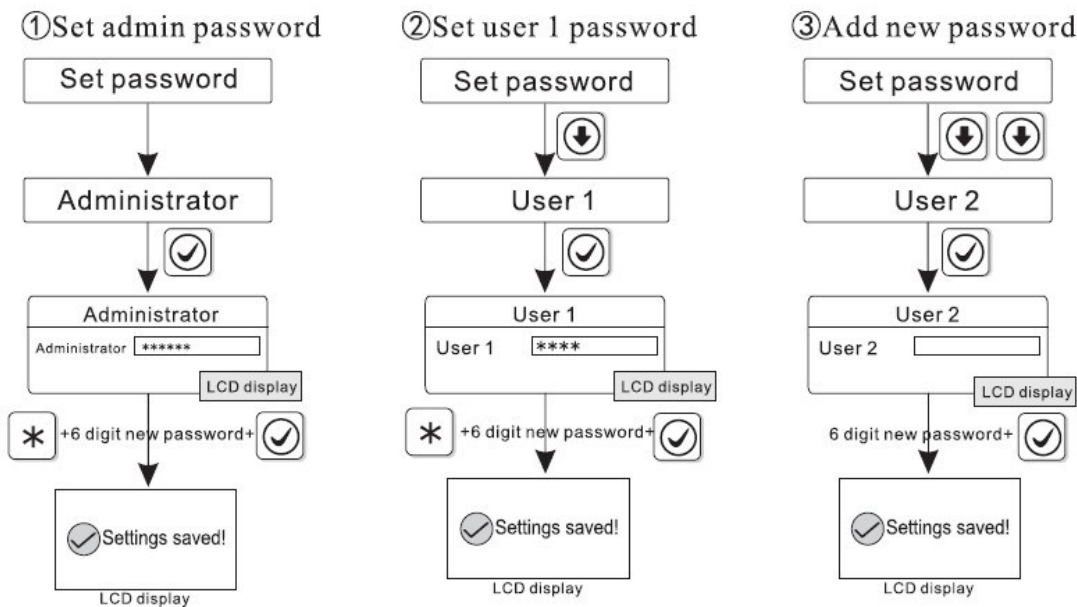 ①Set admin password
Set password
Administrator
Administrator
Administrator ******
LCD display
* +6 digit new password+
Settings saved!
LCD display
②Set user 1 password
Set password
User 1
User 1
User 1 ****
LCD display
* +6 digit new password+
Settings saved!
LCD display
③Add new password
Set password
User 2
User 2
User 2
LCD display
6 digit new password+
Settings saved!
LCD display